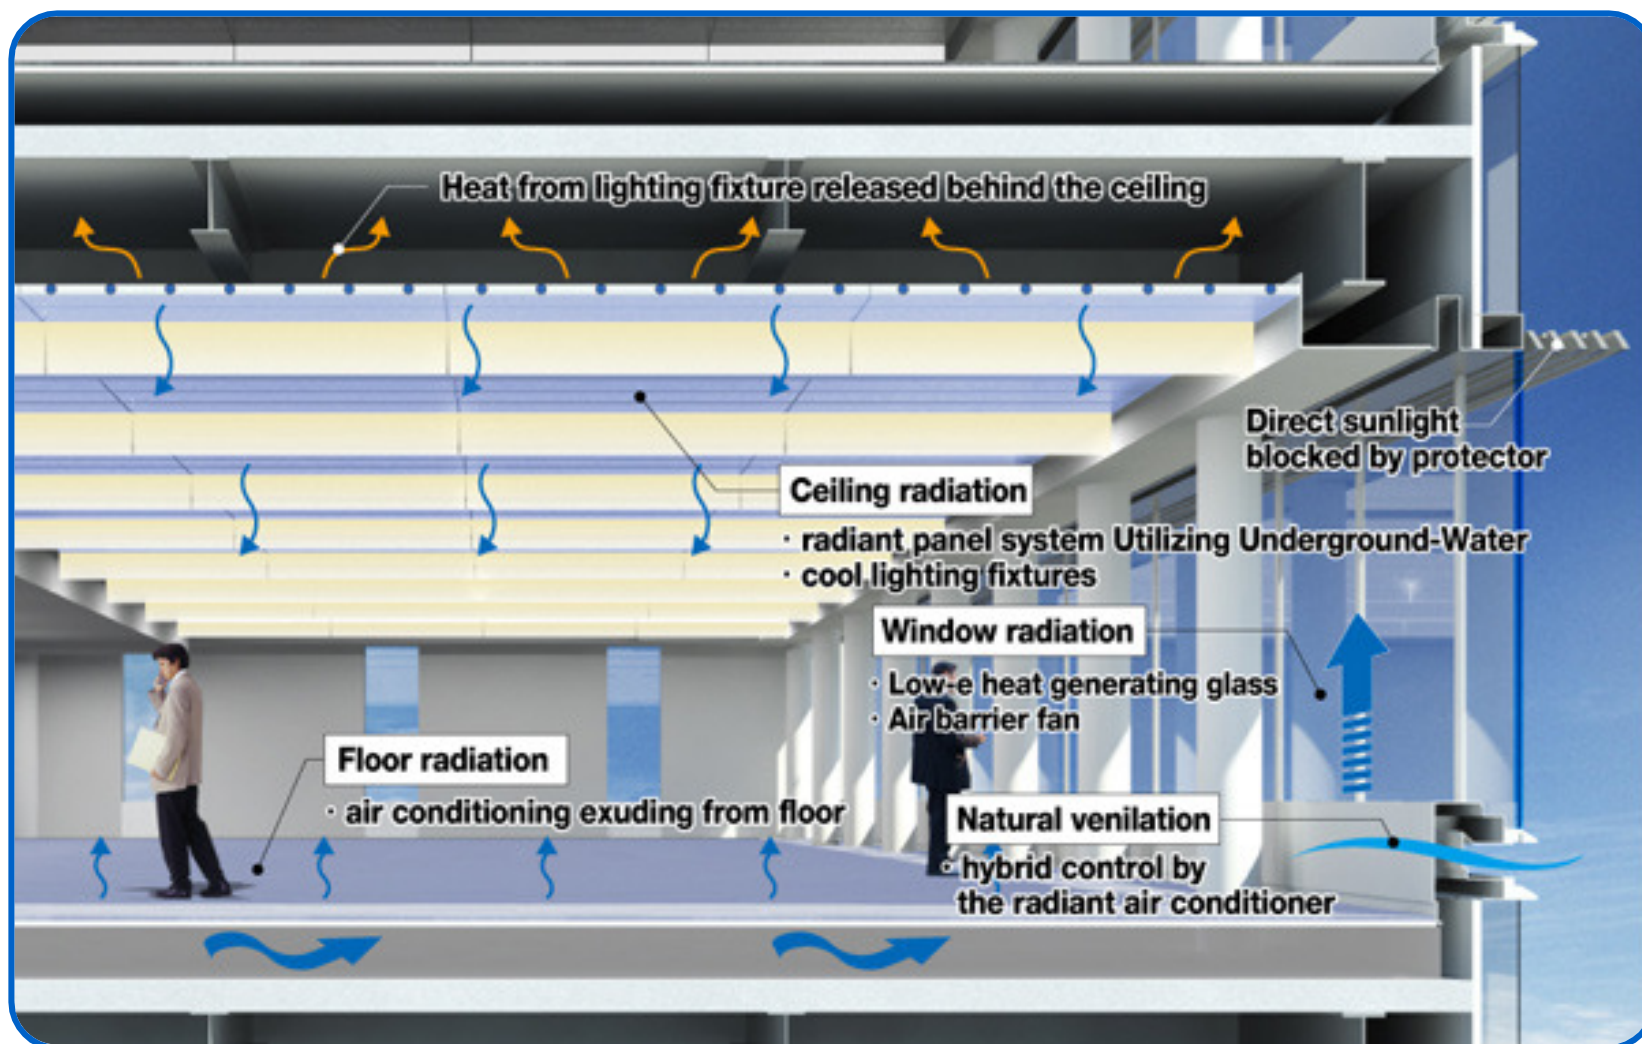 Heat from lighting fixture released behind the ceiling
Direct sunlight
blocked by protector
Ceiling radiation
· radiant panel system Utilizing Underground-Water
· cool lighting fixtures
Window radiation
· Low-e heat generating glass
· Air barrier fan
Floor radiation
· air conditioning exuding from floor
Natural venilation
· hybrid control by
the radiant air conditioner